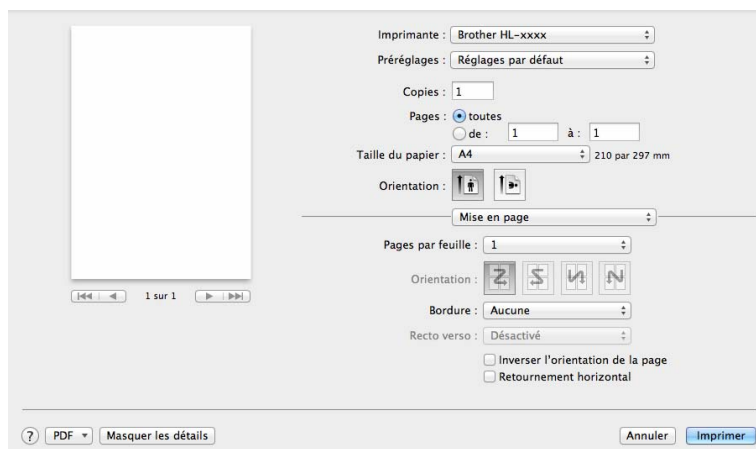 Imprimante : Brother HL-xxxx
Préréglages : Réglages par défaut
Copies : 1
Pages : toutes
de : 1 à : 1
Taille du papier : A4 210 par 297 mm
Orientation :
Mise en page
Pages par feuille : 1
Orientation :
Bordure : Aucune
Recto verso : Désactivé
Inverser l'orientation de la page
Retournement horizontal
1 sur 1
? PDF Masquer les détails Annuler Imprimer